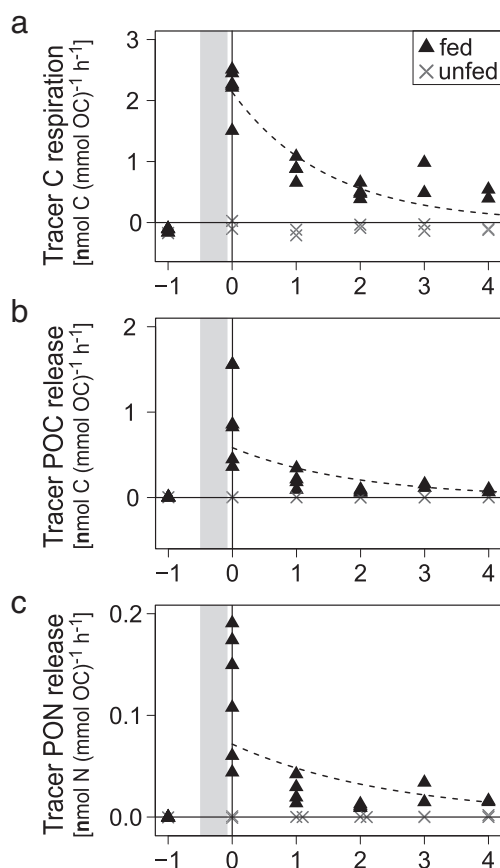 a
Tracer C respiration
[nmol C (mmol OC)⁻¹ h⁻¹]
3
2
1
0
▲ fed
× unfed
−1 0 1 2 3 4
b
Tracer POC release
[nmol C (mmol OC)⁻¹ h⁻¹]
2
1
0
−1 0 1 2 3 4
c
Tracer PON release
[nmol N (mmol OC)⁻¹ h⁻¹]
0.2
0.1
0.0
−1 0 1 2 3 4